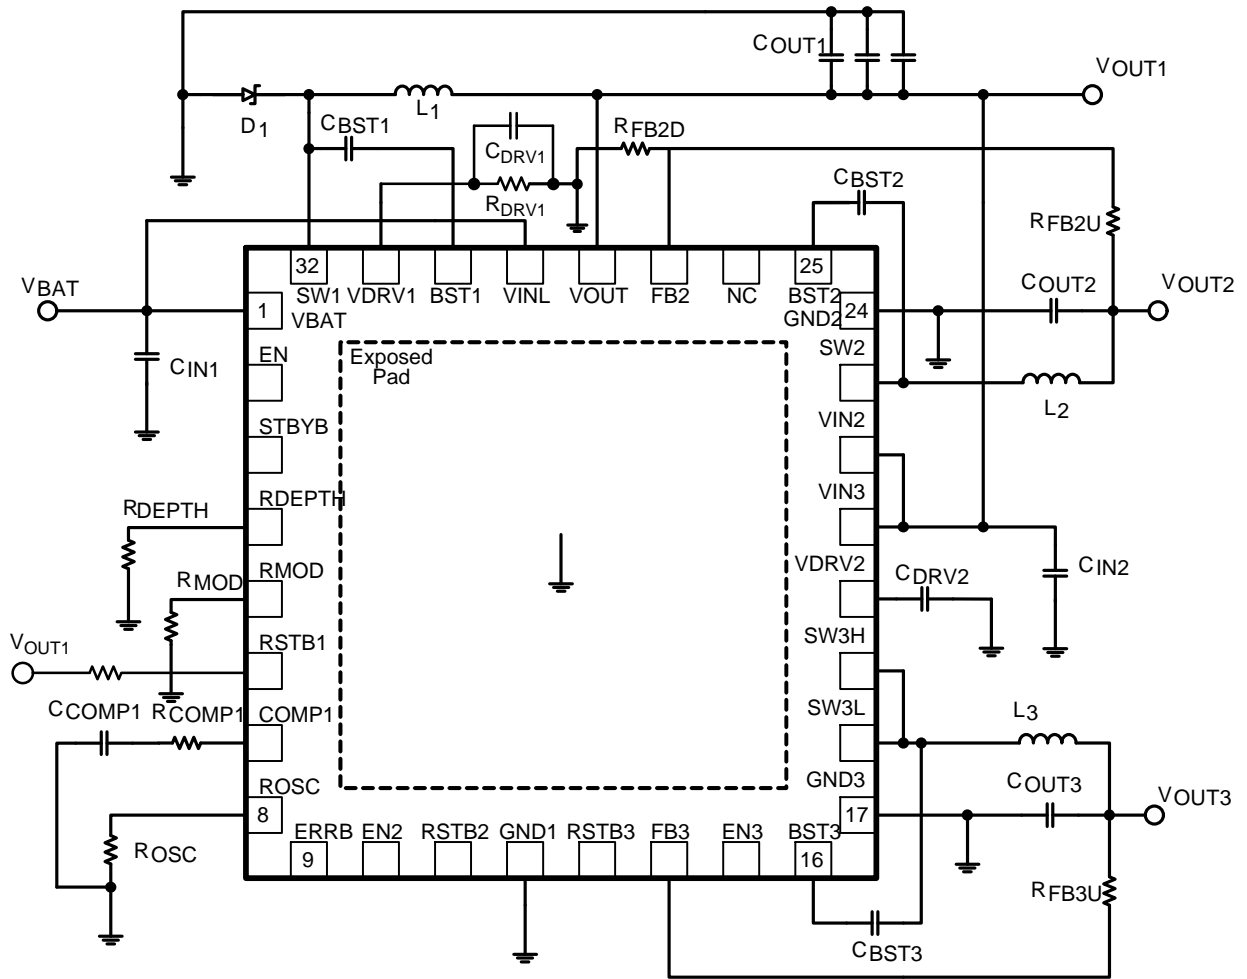 COUT1
VOUT1
D1
L1
CBST1
CDRV1
RDRV1
RFB2D
CBST2
RFB2U
VBAT
32
25
SW1
VDRV1
BST1
VINL
VOUT
FB2
NC
BST2
1
VBAT
GND2
24
COUT2
VOUT2
CIN1
EN
Exposed
Pad
SW2
L2
STBYB
VIN2
RDEPTH
RDEPTH
VIN3
RMOD
RMOD
VDRV2
CDRV2
CIN2
VOUT1
RSTB1
SW3H
CCOMP1
RCOMP1
COMP1
SW3L
L3
ROSC
GND3
COUT3
VOUT3
8
17
ROSC
ERRB
EN2
RSTB2
GND1
RSTB3
FB3
EN3
BST3
9
16
RFB3U
CBST3